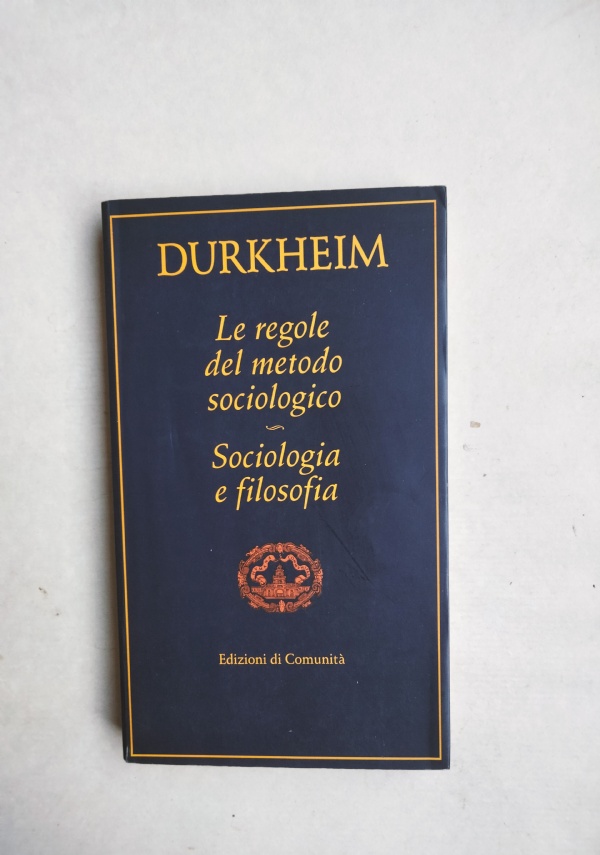 DURKHEIM
Le regole
del metodo
sociologico
Sociologia
e filosofia
Edizioni di Comunità